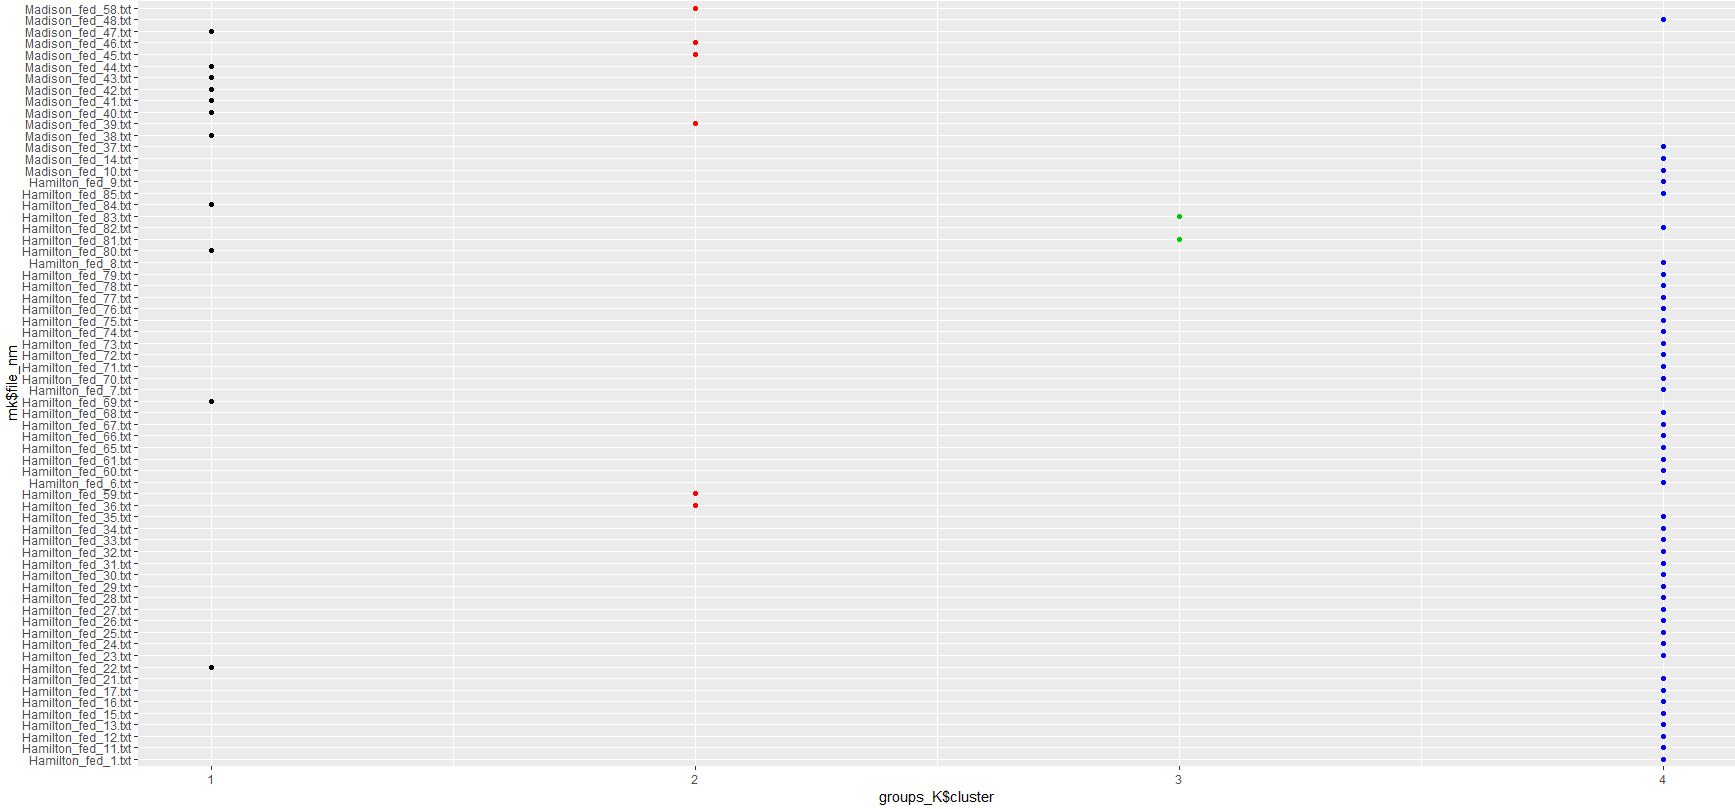 Madison_fed_58.txt
Madison_fed_48.txt
Madison_fed_47.txt
Madison_fed_46.txt
Madison_fed_45.txt
Madison_fed_44.txt
Madison_fed_43.txt
Madison_fed_42.txt
Madison_fed_41.txt
Madison_fed_40.txt
Madison_fed_39.txt
Madison_fed_38.txt
Madison_fed_37.txt
Madison_fed_14.txt
Madison_fed_10.txt
Hamilton_fed_9.txt
Hamilton_fed_85.txt
Hamilton_fed_84.txt
Hamilton_fed_83.txt
Hamilton_fed_82.txt
Hamilton_fed_81.txt
Hamilton_fed_80.txt
Hamilton_fed_8.txt
Hamilton_fed_79.txt
Hamilton_fed_78.txt
Hamilton_fed_77.txt
Hamilton_fed_76.txt
Hamilton_fed_75.txt
Hamilton_fed_74.txt
Hamilton_fed_73.txt
Hamilton_fed_72.txt
Hamilton_fed_71.txt
Hamilton_fed_70.txt
Hamilton_fed_7.txt
Hamilton_fed_69.txt
Hamilton_fed_68.txt
Hamilton_fed_67.txt
Hamilton_fed_66.txt
Hamilton_fed_65.txt
Hamilton_fed_61.txt
Hamilton_fed_60.txt
Hamilton_fed_6.txt
Hamilton_fed_59.txt
Hamilton_fed_36.txt
Hamilton_fed_35.txt
Hamilton_fed_34.txt
Hamilton_fed_33.txt
Hamilton_fed_32.txt
Hamilton_fed_31.txt
Hamilton_fed_30.txt
Hamilton_fed_29.txt
Hamilton_fed_28.txt
Hamilton_fed_27.txt
Hamilton_fed_26.txt
Hamilton_fed_25.txt
Hamilton_fed_24.txt
Hamilton_fed_23.txt
Hamilton_fed_22.txt
Hamilton_fed_21.txt
Hamilton_fed_17.txt
Hamilton_fed_16.txt
Hamilton_fed_15.txt
Hamilton_fed_13.txt
Hamilton_fed_12.txt
Hamilton_fed_11.txt
Hamilton_fed_1.txt
mk$file_nm
1 2 3 4
groups_K$cluster